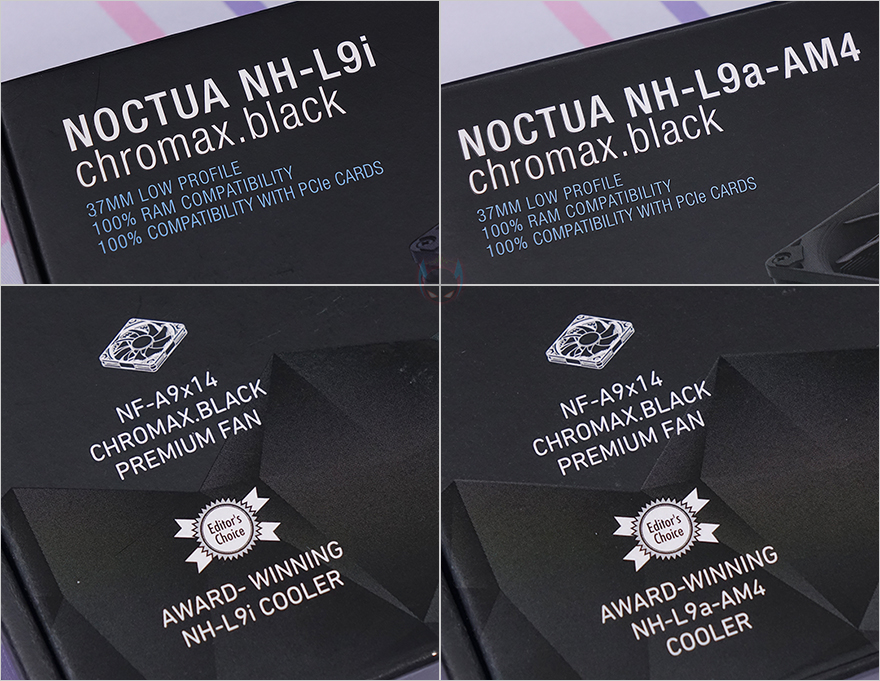 NOCTUA NH-L9i
chromax.black
37MM LOW PROFILE
100% RAM COMPATIBILITY
100% COMPATIBILITY WITH PCIe CARDS
NOCTUA NH-L9a-AM4
chromax.black
37MM LOW PROFILE
100% RAM COMPATIBILITY
100% COMPATIBILITY WITH PCIe CARDS
NF-A9x14
CHROMAX.BLACK
PREMIUM FAN
Editor's
Choice
AWARD- WINNING
NH-L9i COOLER
NF-A9x14
CHROMAX.BLACK
PREMIUM FAN
Editor's
Choice
AWARD-WINNING
NH-L9a-AM4
COOLER